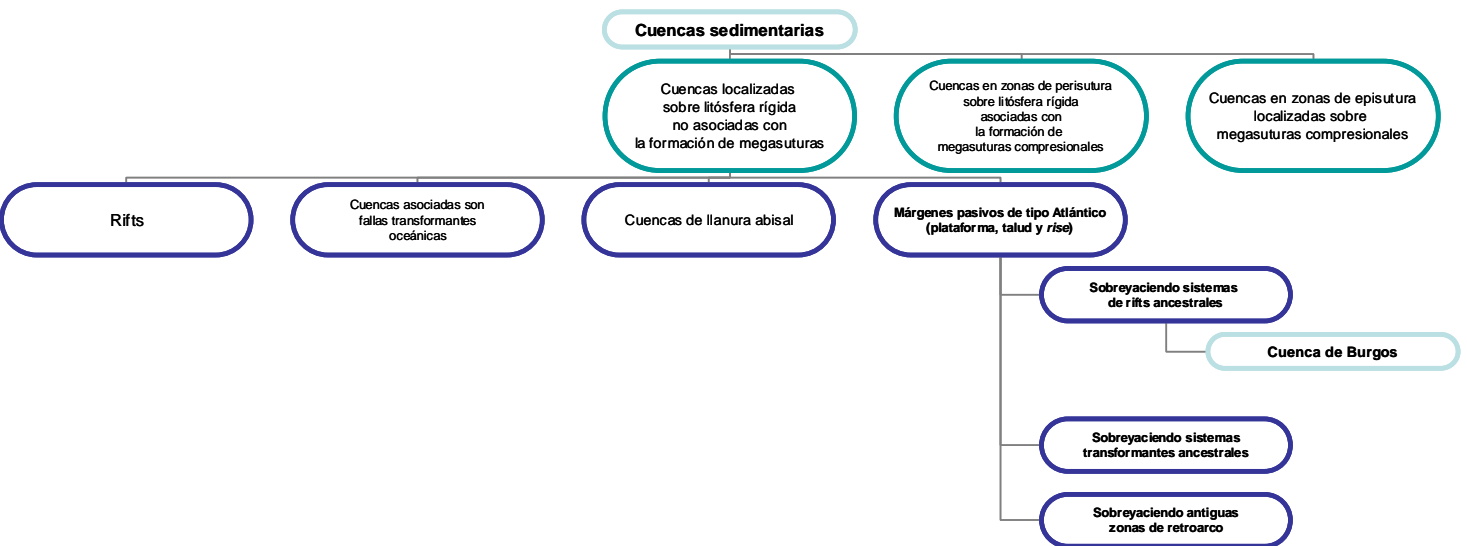 Cuencas sedimentarias
Cuencas localizadas
sobre litósfera rígida
no asociadas con
la formación de megasuturas
Cuencas en zonas de perisutura
sobre litósfera rígida
asociadas con
la formación de
megasuturas compresionales
Cuencas en zonas de episutura
localizadas sobre
megasuturas compresionales
Rifts
Cuencas asociadas son
fallas transformantes
oceánicas
Cuencas de llanura abisal
Márgenes pasivos de tipo Atlántico
(plataforma, talud y rise)
Sobreyaciendo sistemas
de rifts ancestrales
Cuenca de Burgos
Sobreyaciendo sistemas
transformantes ancestrales
Sobreyaciendo antiguas
zonas de retroarco